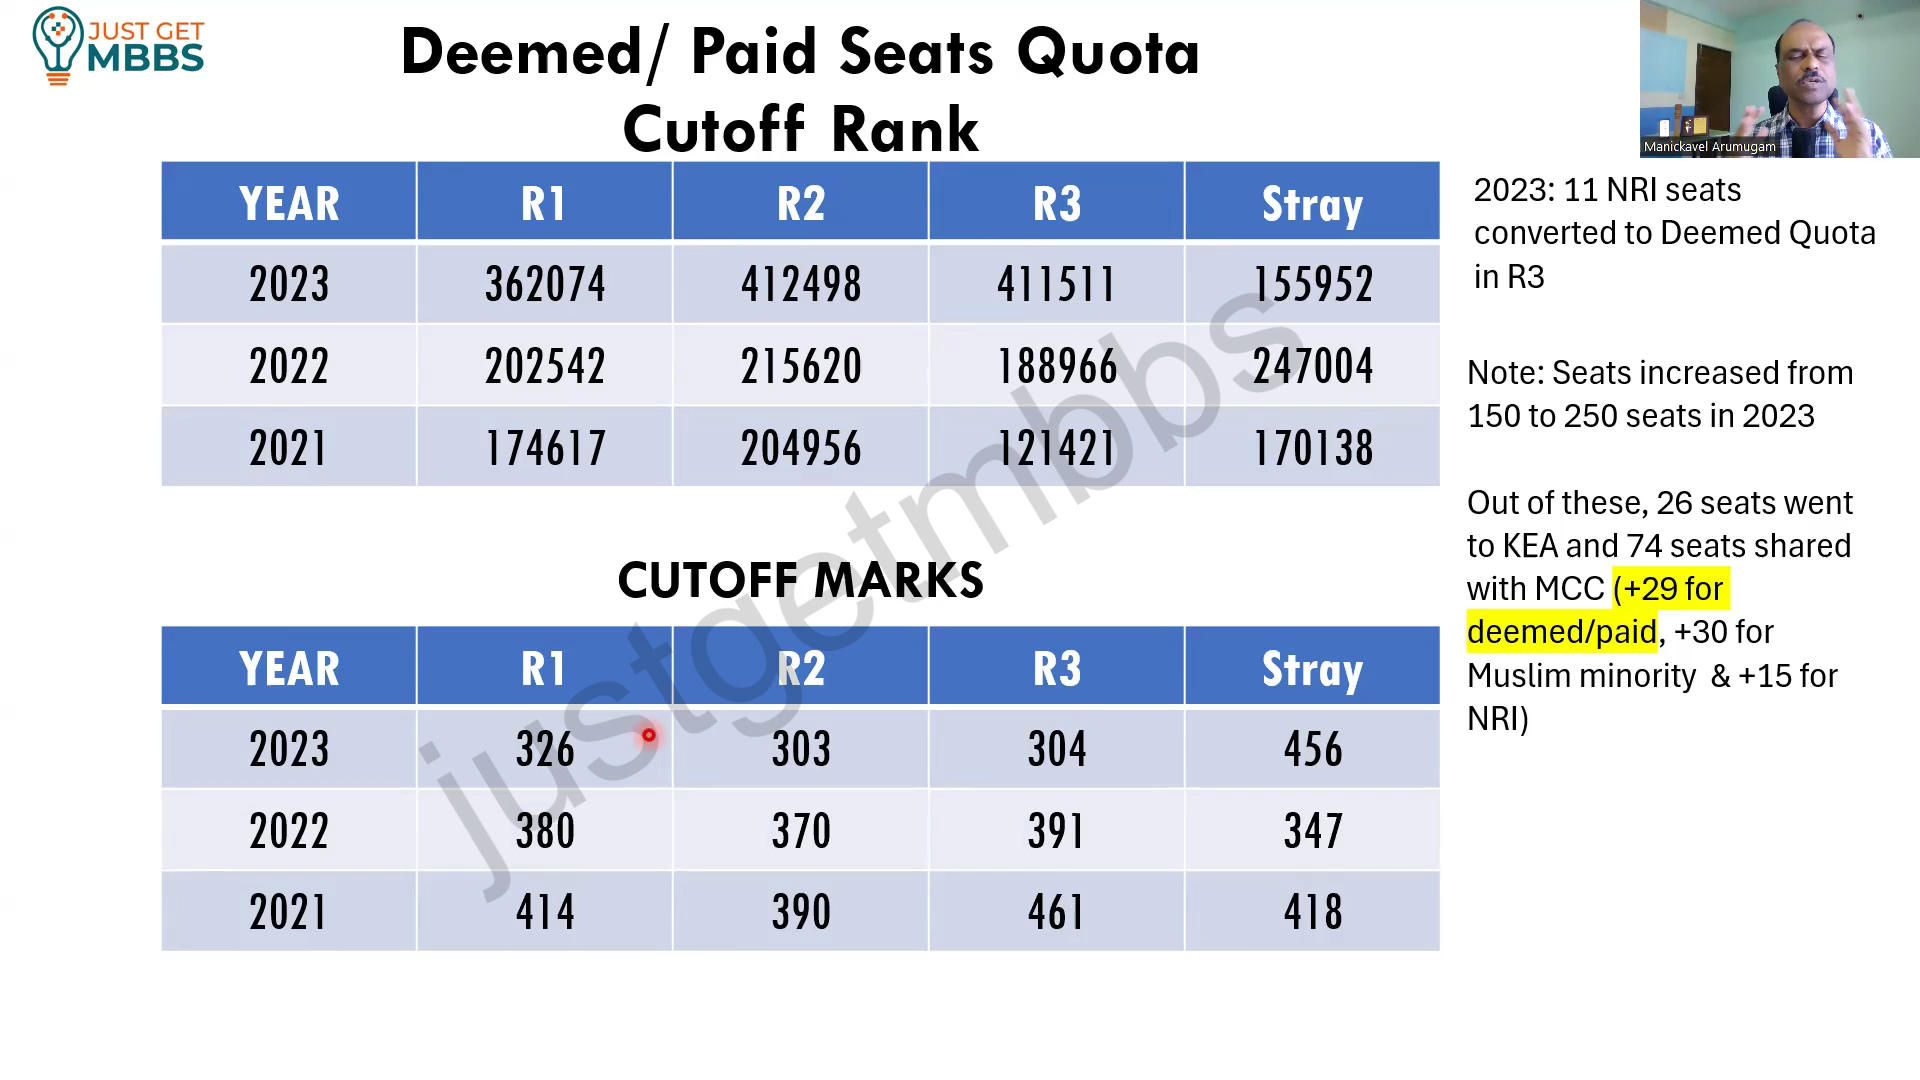 JUST GET
MBBS
Deemed/ Paid Seats Quota
Cutoff Rank
Manickavel Arumugam
YEAR R1 R2 R3 Stray
2023 362074 412498 411511 155952
2022 202542 215620 188966 247004
2021 174617 204956 121421 170138
2023: 11 NRI seats
converted to Deemed Quota
in R3
Note: Seats increased from
150 to 250 seats in 2023
Out of these, 26 seats went
to KEA and 74 seats shared
with MCC (+29 for
deemed/paid, +30 for
Muslim minority & +15 for
NRI)
CUTOFF MARKS
YEAR R1 R2 R3 Stray
2023 326 303 304 456
2022 380 370 391 347
2021 414 390 461 418
justgetmbbs